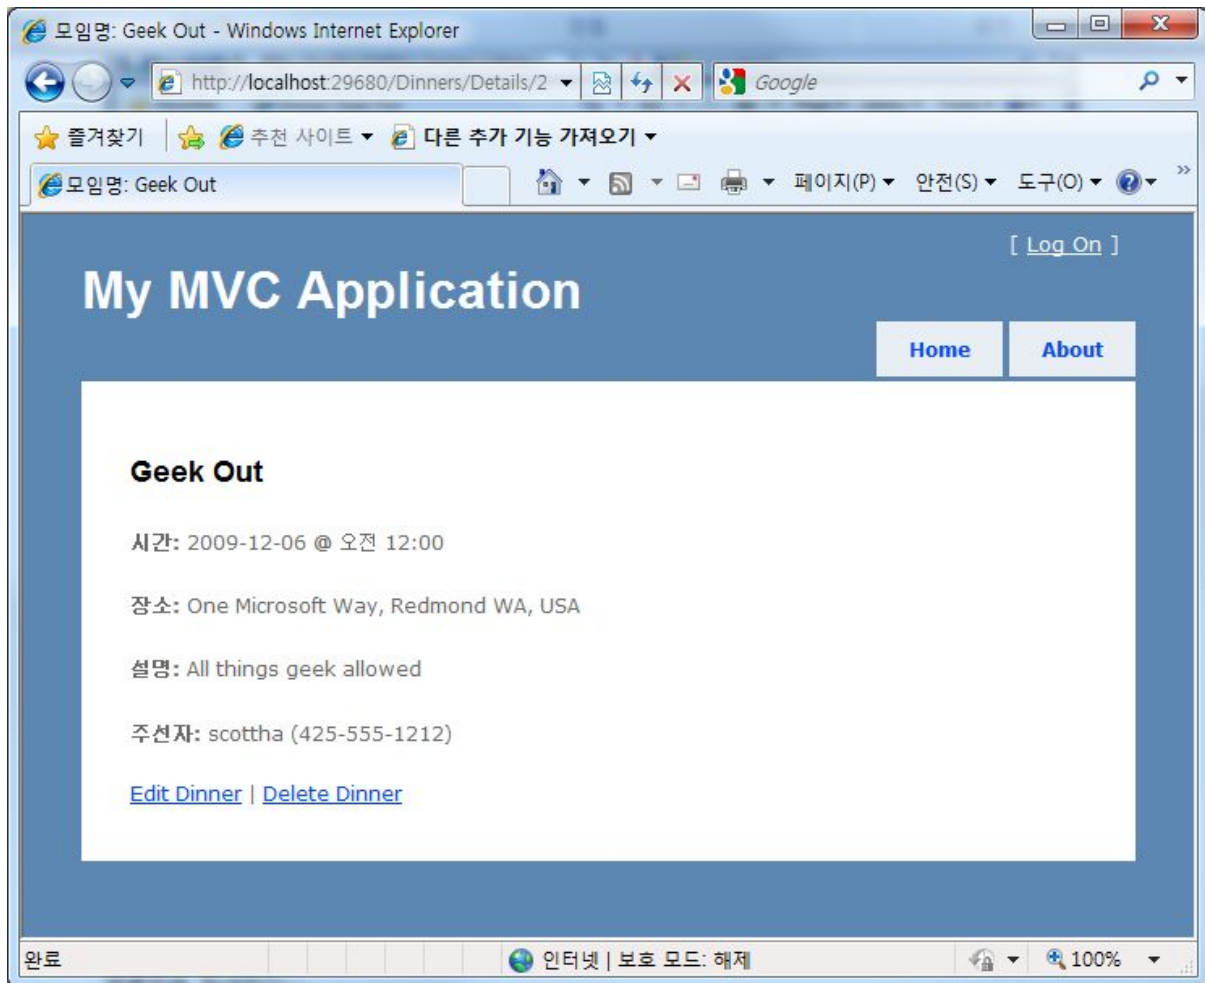 모임명: Geek Out - Windows Internet Explorer
http://localhost:29680/Dinners/Details/2 Google
즐겨찾기 추천 사이트 다른 추가 기능 가져오기
모임명: Geek Out 페이지(P) 안전(S) 도구(O)
[ Log On ]
My MVC Application
Home About
Geek Out
시간: 2009-12-06 @ 오전 12:00
장소: One Microsoft Way, Redmond WA, USA
설명: All things geek allowed
주선자: scottha (425-555-1212)
Edit Dinner | Delete Dinner
완료 인터넷 | 보호 모드: 해제 100%